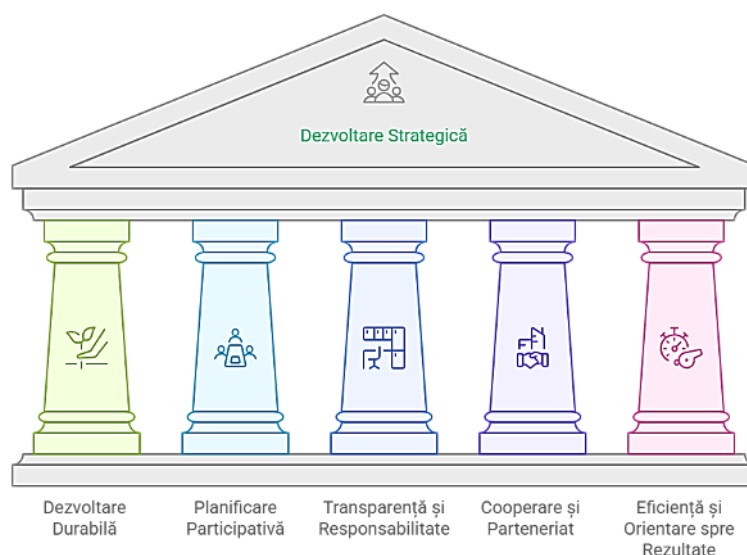 Dezvoltare Strategică
Dezvoltare
Durabilă
Planificare
Participativă
Transparență și
Responsabilitate
Cooperare și
Parteneriat
Eficiență și
Orientare spre
Rezultate